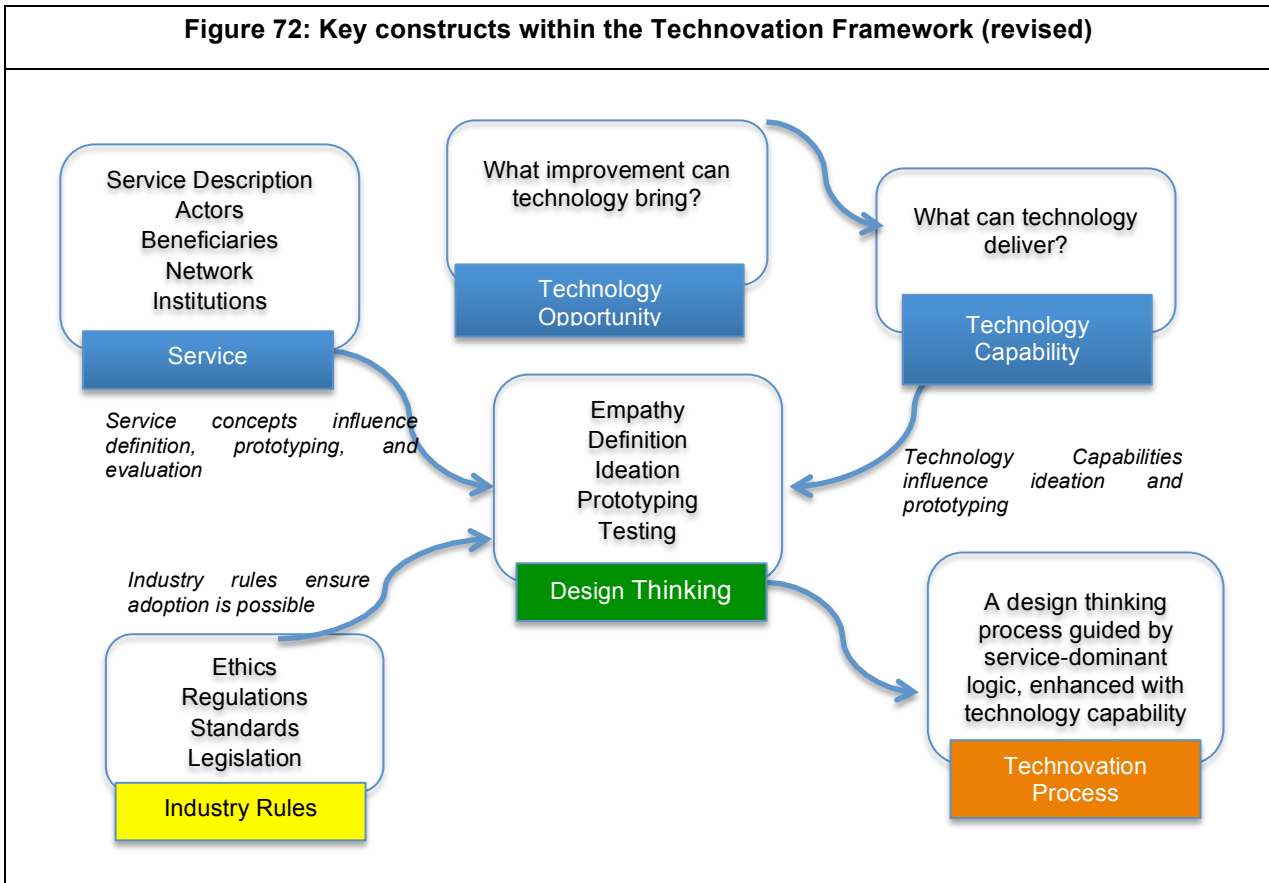 Figure 72: Key constructs within the Technovation Framework (revised)
Service Description
Actors
Beneficiaries
Network
Institutions
Service
What improvement can
technology bring?
Technology
Opportunity
What can technology
deliver?
Technology
Capability
Service concepts influence
definition, prototyping, and
evaluation
Empathy
Definition
Ideation
Prototyping
Testing
Design Thinking
Technology Capabilities
influence ideation and
prototyping
Industry rules ensure
adoption is possible
Ethics
Regulations
Standards
Legislation
Industry Rules
A design thinking
process guided by
service-dominant
logic, enhanced with
technology capability
Technovation
Process